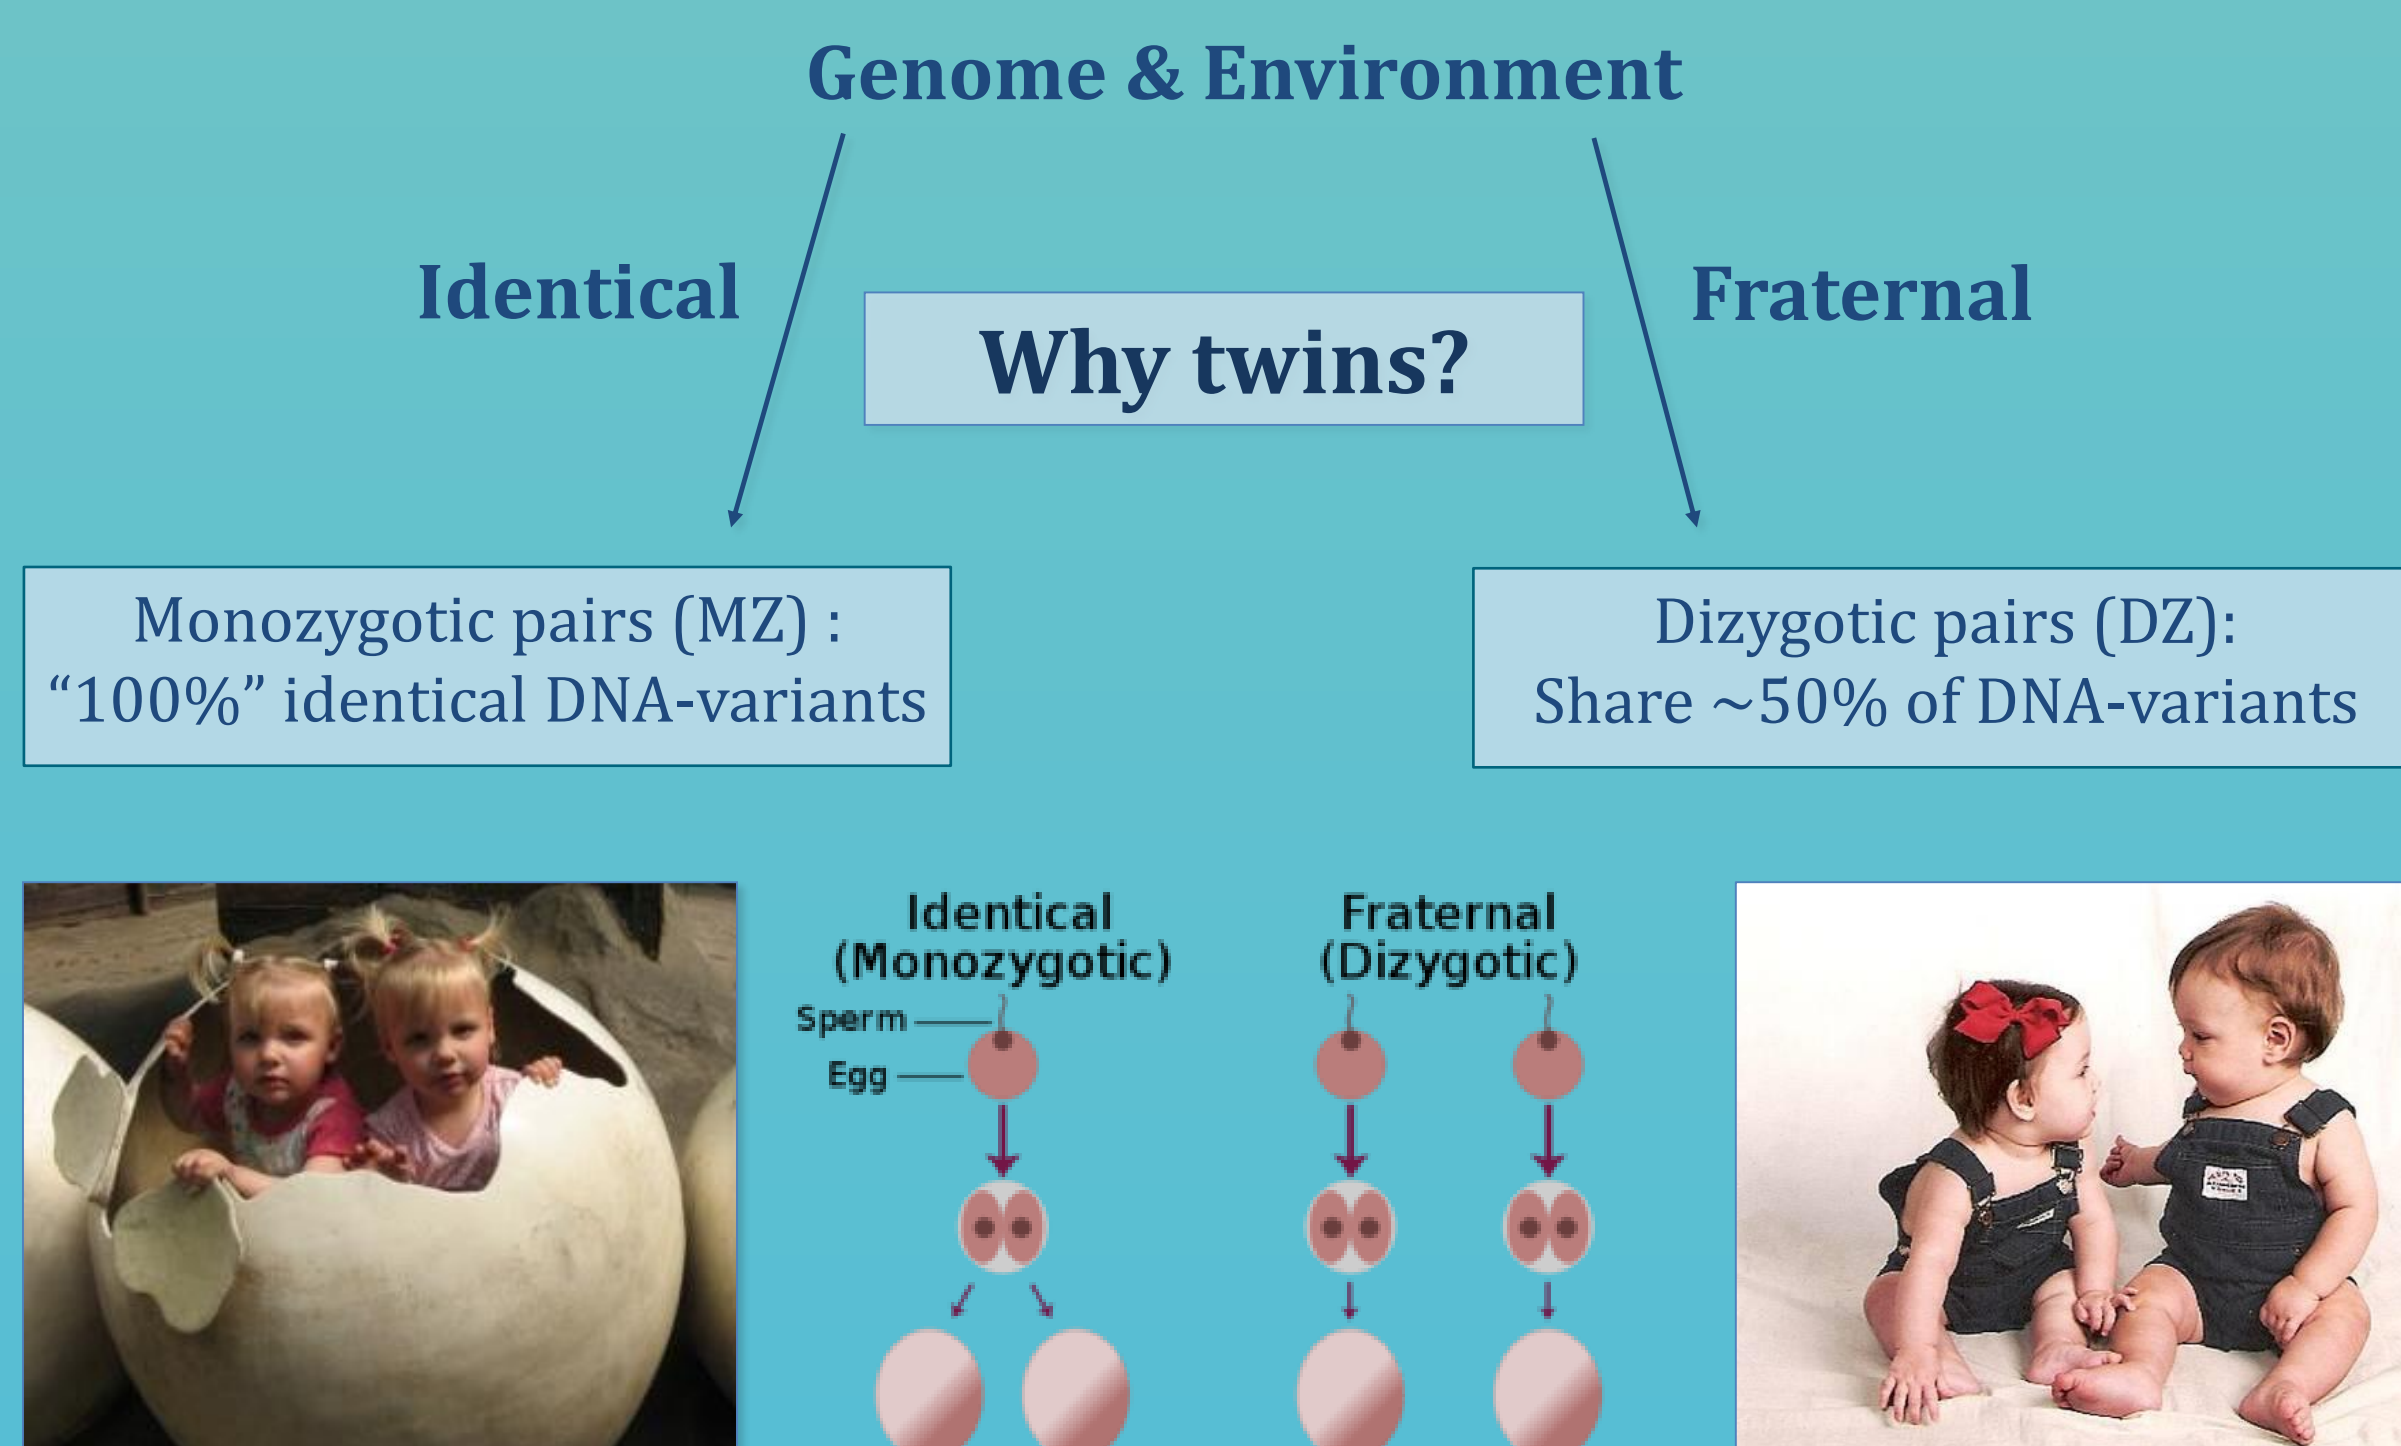 Genome & Environment
Identical
Fraternal
Why twins?
Monozygotic pairs (MZ) :
“100%” identical DNA-variants
Dizygotic pairs (DZ):
Share ~50% of DNA-variants
Identical
(Monozygotic)
Fraternal
(Dizygotic)
Sperm
Egg